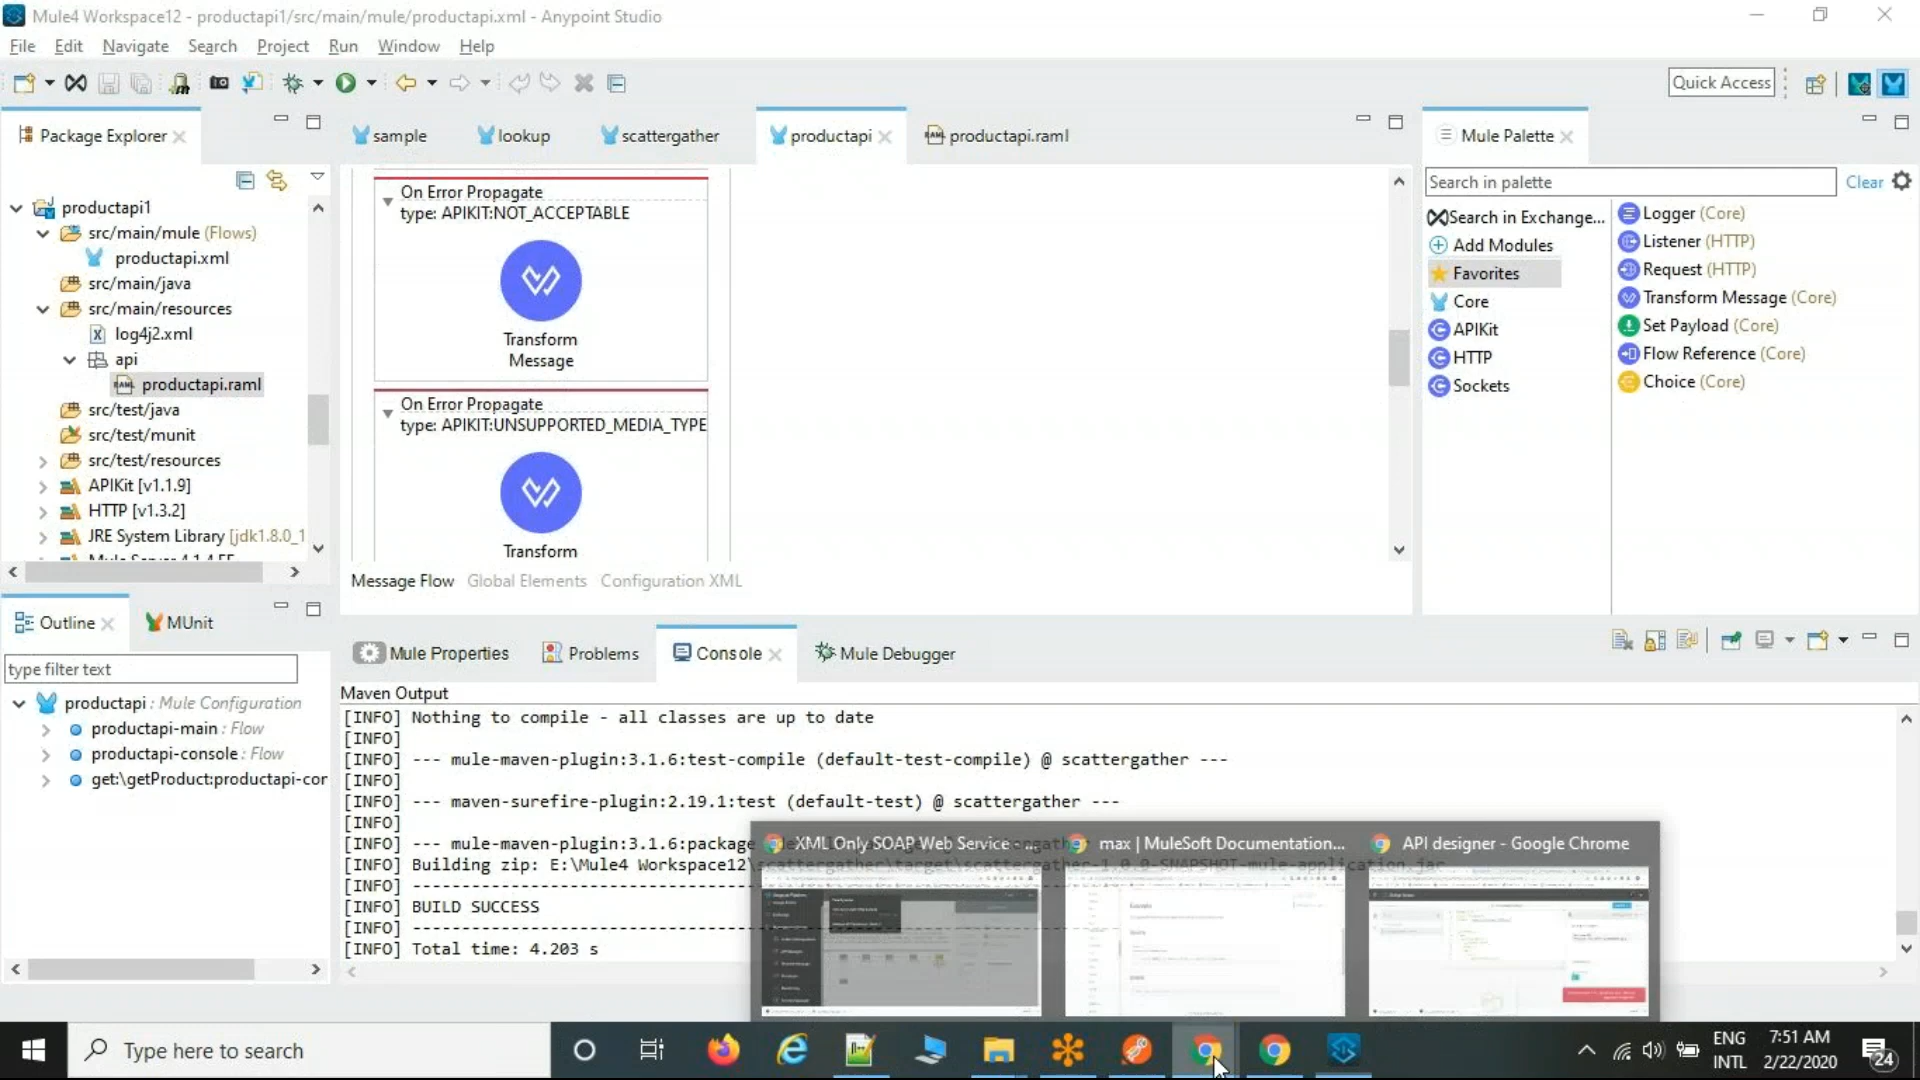 Mule4 Workspace12 - productapi1/src/main/mule/productapi.xml - Anypoint Studio
File Edit Navigate Search Project Run Window Help
Quick Access
Package Explorer
productapi1
src/main/mule (Flows)
productapi.xml
src/main/java
src/main/resources
log4j2.xml
api
productapi.raml
src/test/java
src/test/munit
src/test/resources
APIKit [v1.1.9]
HTTP [v1.3.2]
JRE System Library [jdk1.8.0_1
sample lookup scattergather productapi productapi.raml
On Error Propagate
type: APIKIT:NOT_ACCEPTABLE
Transform
Message
On Error Propagate
type: APIKIT:UNSUPPORTED_MEDIA_TYPE
Transform
Message Flow Global Elements Configuration XML
Mule Palette
Search in palette
Clear
Search in Exchange...
Add Modules
Favorites
Core
APIKit
HTTP
Sockets
Logger (Core)
Listener (HTTP)
Request (HTTP)
Transform Message (Core)
Set Payload (Core)
Flow Reference (Core)
Choice (Core)
Outline MUnit
type filter text
productapi : Mule Configuration
productapi-main : Flow
productapi-console : Flow
get:\getProduct:productapi-cor
Mule Properties Problems Console Mule Debugger
Maven Output
[INFO] Nothing to compile - all classes are up to date
[INFO]
[INFO] --- mule-maven-plugin:3.1.6:test-compile (default-test-compile) @ scattergather ---
[INFO]
[INFO] --- maven-surefire-plugin:2.19.1:test (default-test) @ scattergather ---
[INFO]
[INFO] --- mule-maven-plugin:3.1.6:package
[INFO] Building zip: E:\Mule4 Workspace12\scattergather\target\scattergather-1.0.0-SNAPSHOT-mule-application.jar
[INFO] ------------------------------------------------------------------------
[INFO] BUILD SUCCESS
[INFO] ------------------------------------------------------------------------
[INFO] Total time: 4.203 s
XML Only SOAP Web Service - ...
max | MuleSoft Documentation...
API designer - Google Chrome
Type here to search
ENG
INTL
7:51 AM
2/22/2020
24